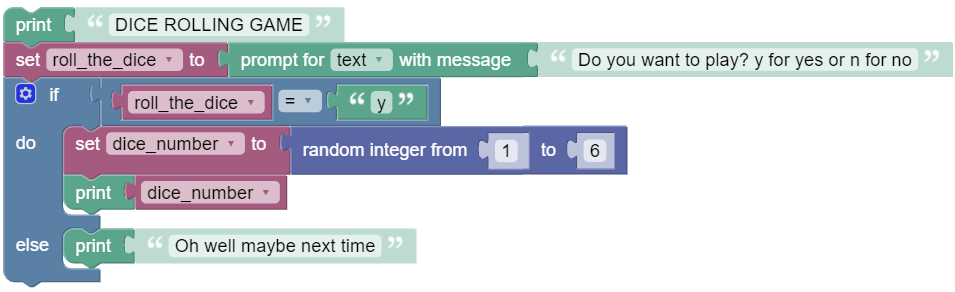 print “ DICE ROLLING GAME ”
set roll_the_dice to prompt for text with message “ Do you want to play? y for yes or n for no ”
if roll_the_dice = “ y ”
do set dice_number to random integer from 1 to 6
print dice_number
else print “ Oh well maybe next time ”